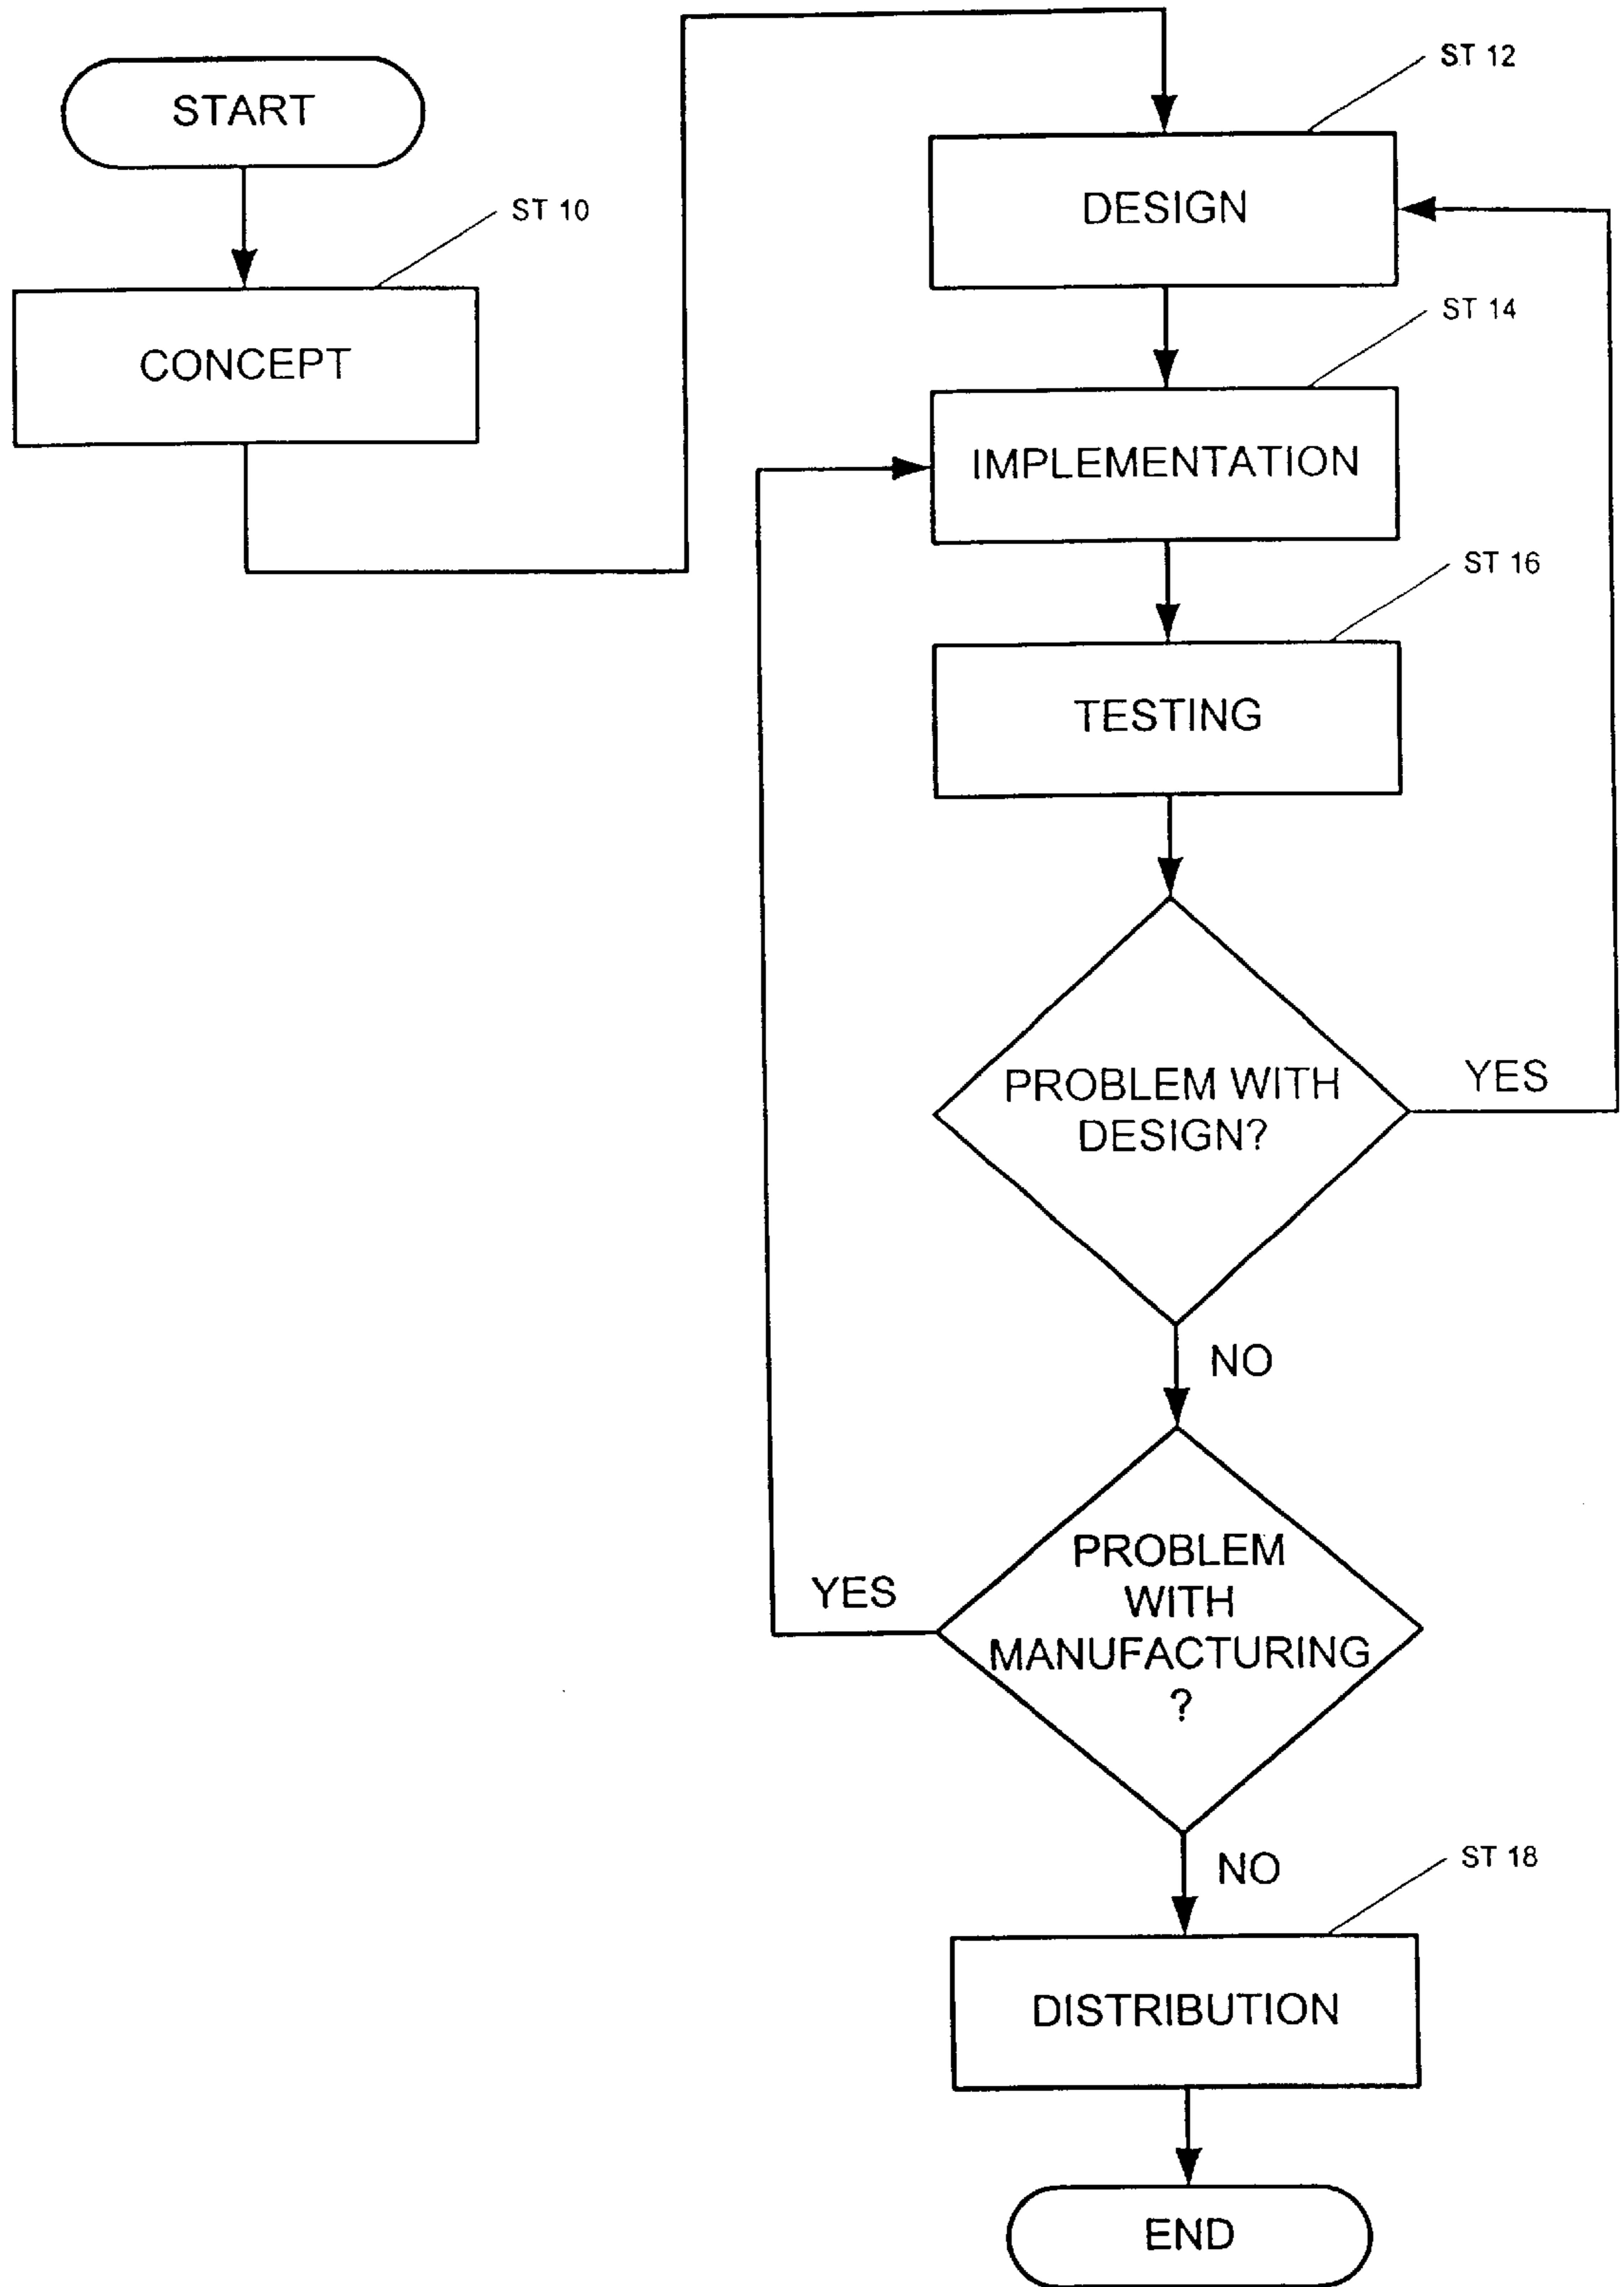 START
ST 10
CONCEPT
ST 12
DESIGN
ST 14
IMPLEMENTATION
ST 16
TESTING
PROBLEM WITH
DESIGN?
YES
NO
PROBLEM
WITH
MANUFACTURING
?
YES
NO
ST 18
DISTRIBUTION
END